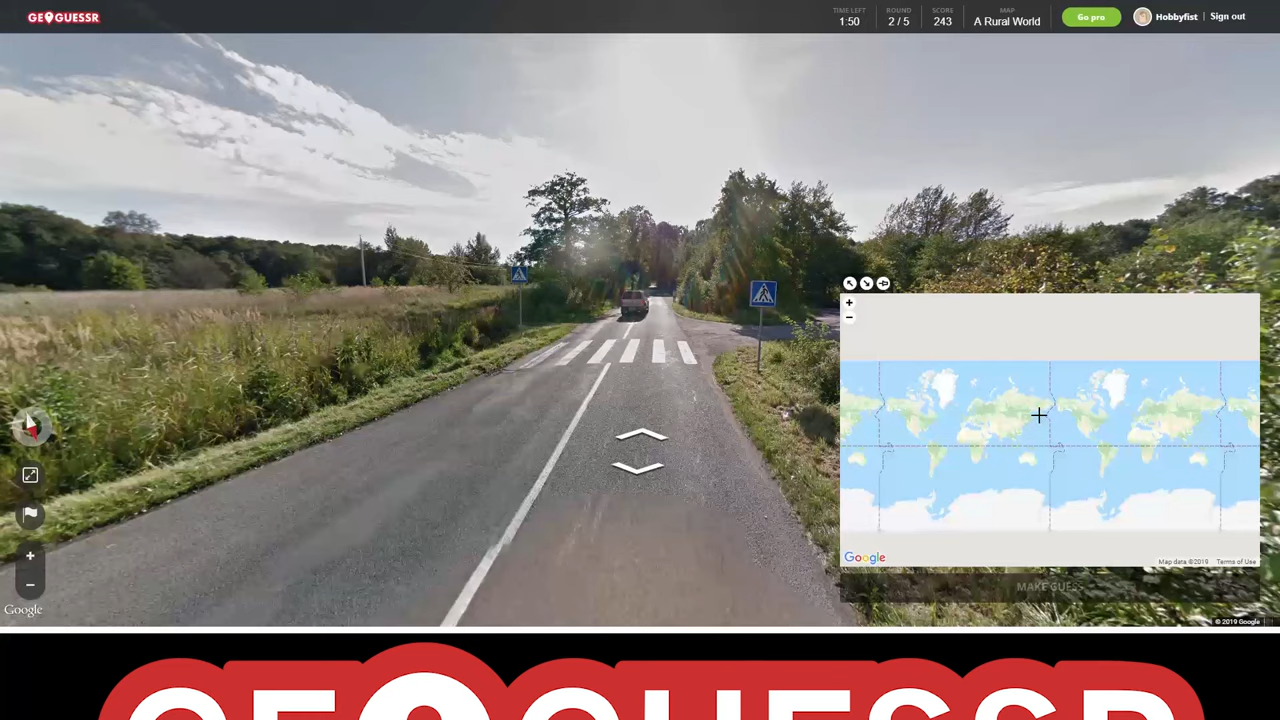 GEOGUESSR
TIME LEFT
1:50
ROUND
2 / 5
SCORE
243
MAP
A Rural World
Go pro
Hobbyfist
Sign out
Google
Map data ©2019
Terms of Use
MAKE GUESS
Google
© 2019 Google
GEOGUESSR